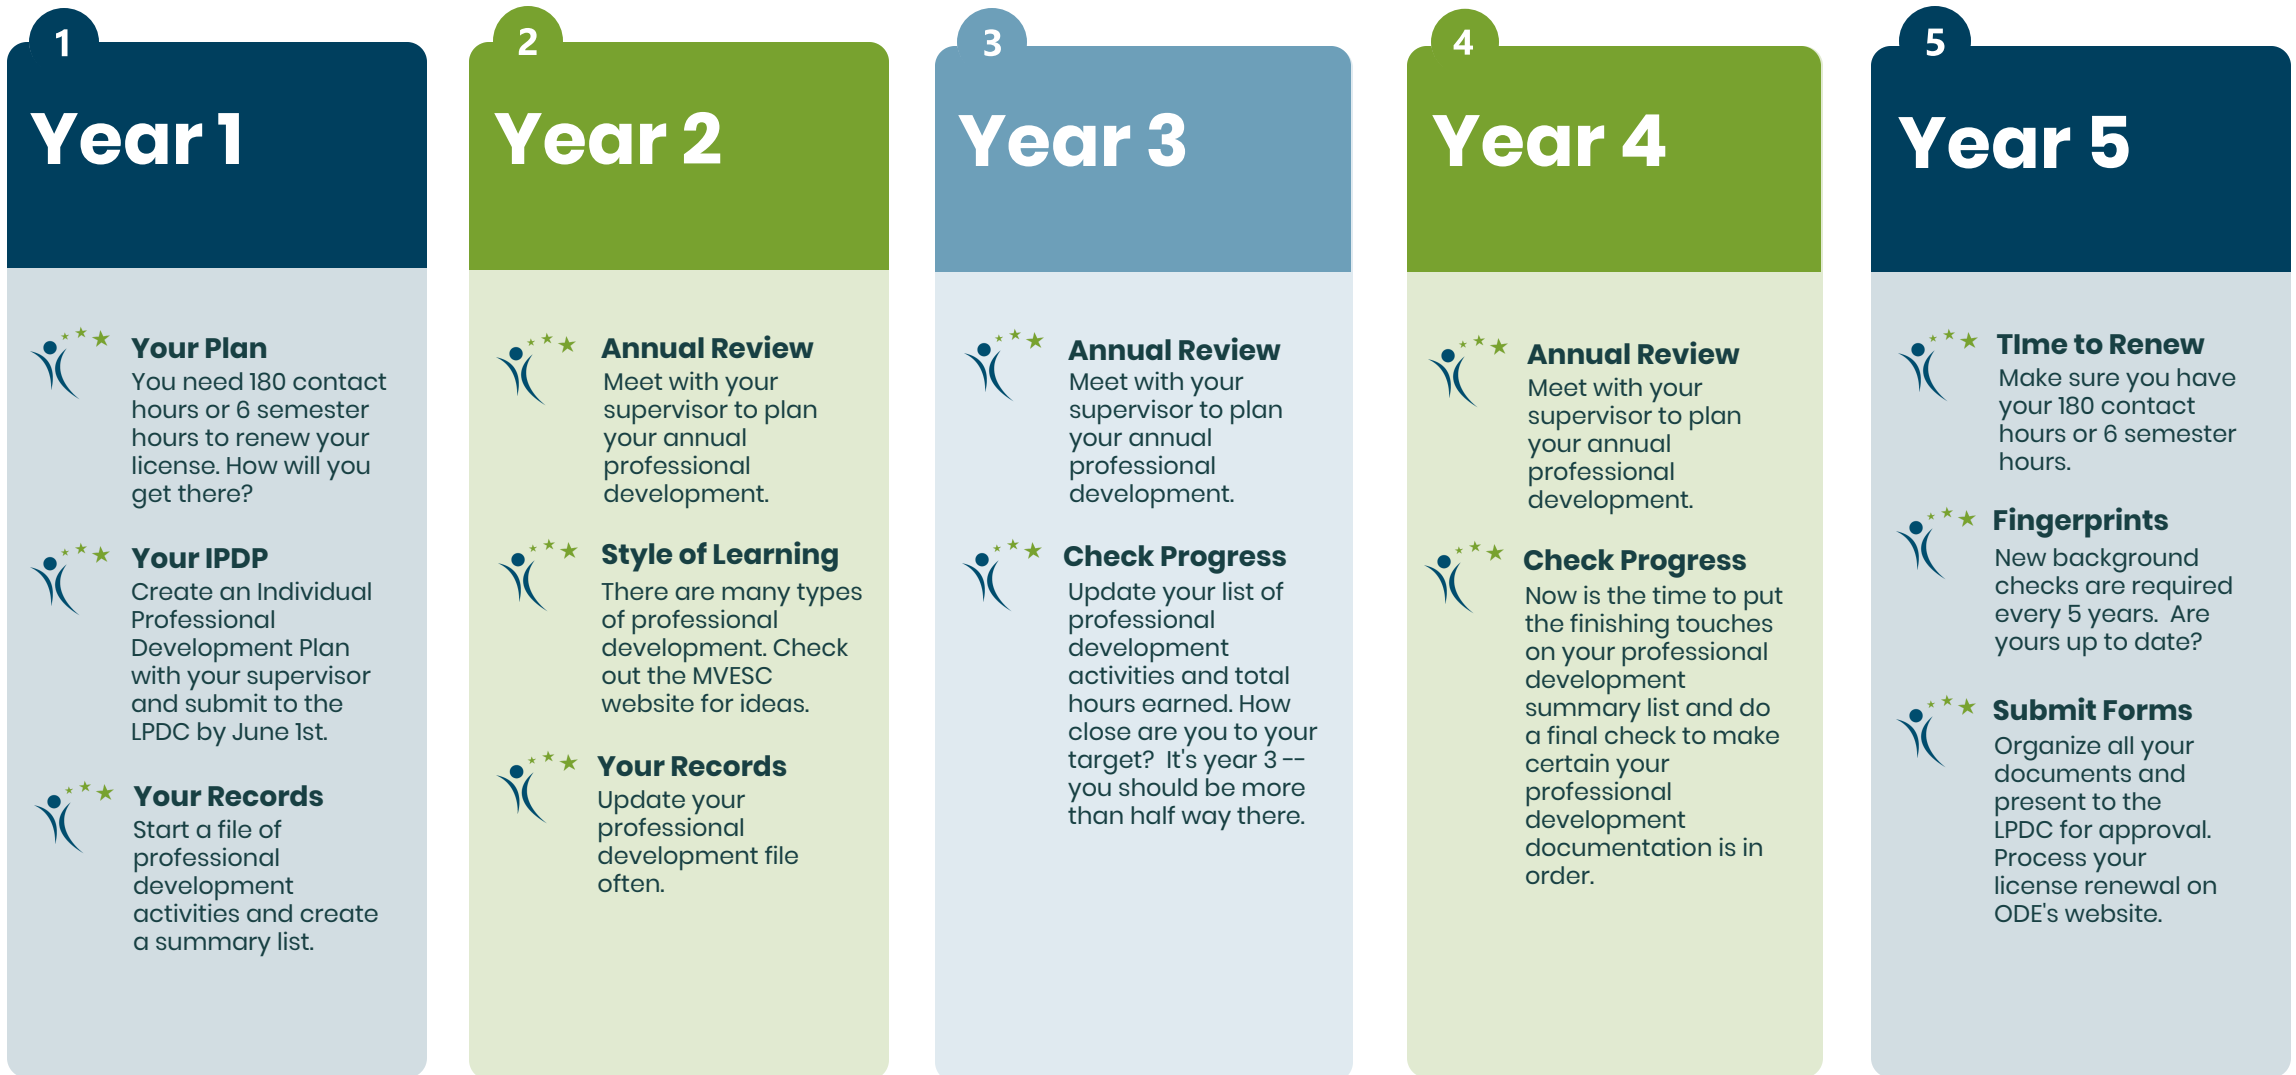 1
Year 1
Your Plan
You need 180 contact
hours or 6 semester
hours to renew your
license. How will you
get there?
Your IPDP
Create an Individual
Professional
Development Plan
with your supervisor
and submit to the
LPDC by June 1st.
Your Records
Start a file of
professional
development
activities and create
a summary list.
2
Year 2
Annual Review
Meet with your
supervisor to plan
your annual
professional
development.
Style of Learning
There are many types
of professional
development. Check
out the MVESC
website for ideas.
Your Records
Update your
professional
development file
often.
3
Year 3
Annual Review
Meet with your
supervisor to plan
your annual
professional
development.
Check Progress
Update your list of
professional
development
activities and total
hours earned. How
close are you to your
target?  It's year 3 --
you should be more
than half way there.
4
Year 4
Annual Review
Meet with your
supervisor to plan
your annual
professional
development.
Check Progress
Now is the time to put
the finishing touches
on your professional
development
summary list and do
a final check to make
certain your
professional
development
documentation is in
order.
5
Year 5
TIme to Renew
Make sure you have
your 180 contact
hours or 6 semester
hours.
Fingerprints
New background
checks are required
every 5 years.  Are
yours up to date?
Submit Forms
Organize all your
documents and
present to the
LPDC for approval.
Process your
license renewal on
ODE's website.